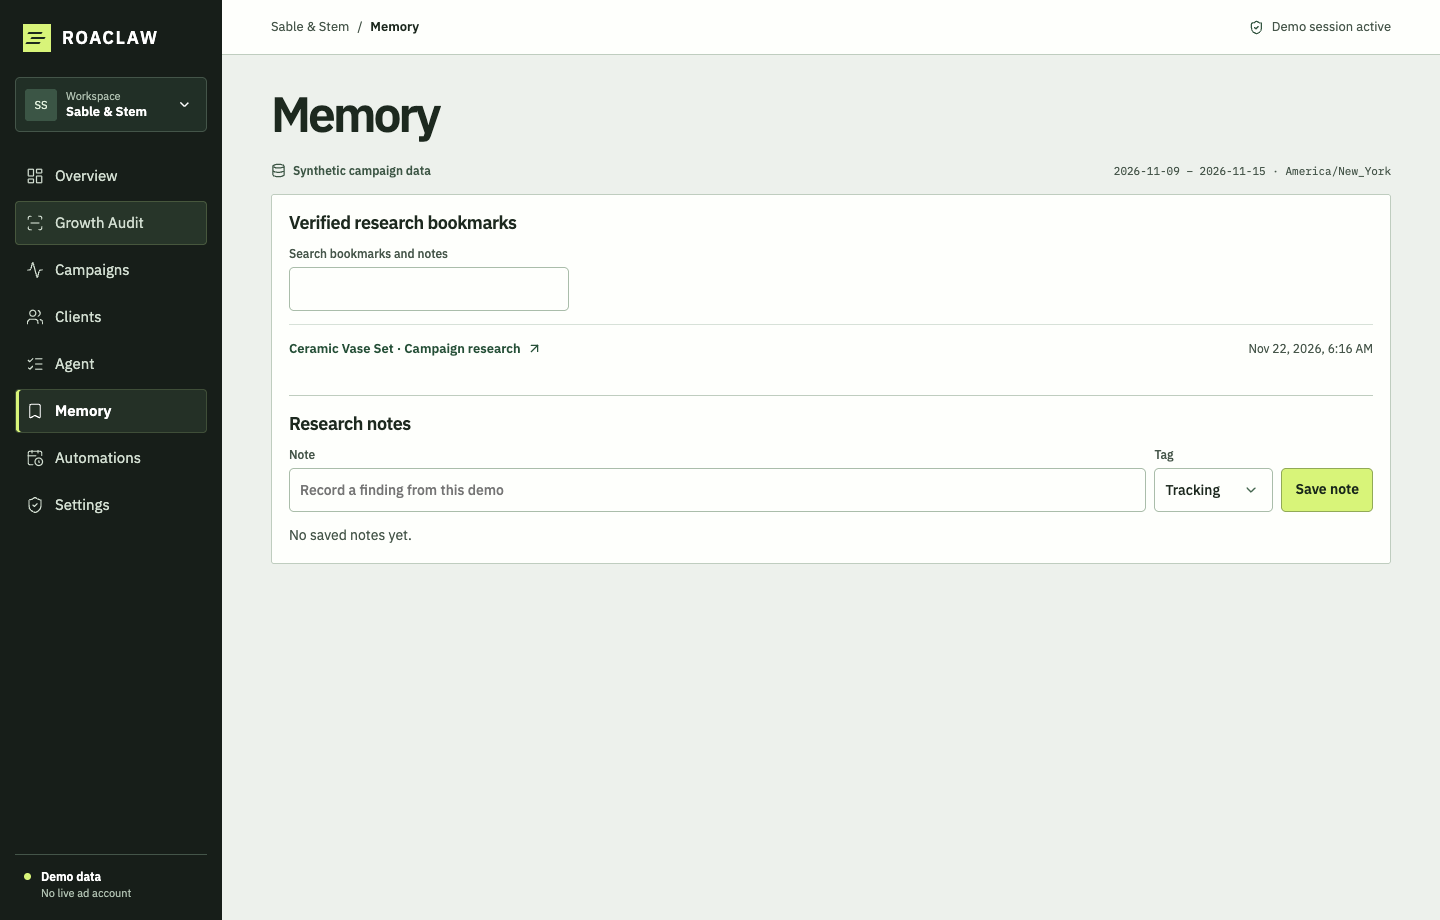 ROACLAW
SS
Workspace
Sable & Stem
Overview
Growth Audit
Campaigns
Clients
Agent
Memory
Automations
Settings
Demo data
No live ad account
Sable & Stem / Memory
Demo session active
Memory
Synthetic campaign data
2026-11-09 – 2026-11-15 · America/New_York
Verified research bookmarks
Search bookmarks and notes
Ceramic Vase Set · Campaign research
Nov 22, 2026, 6:16 AM
Research notes
Note
Tag
Record a finding from this demo
Tracking
Save note
No saved notes yet.